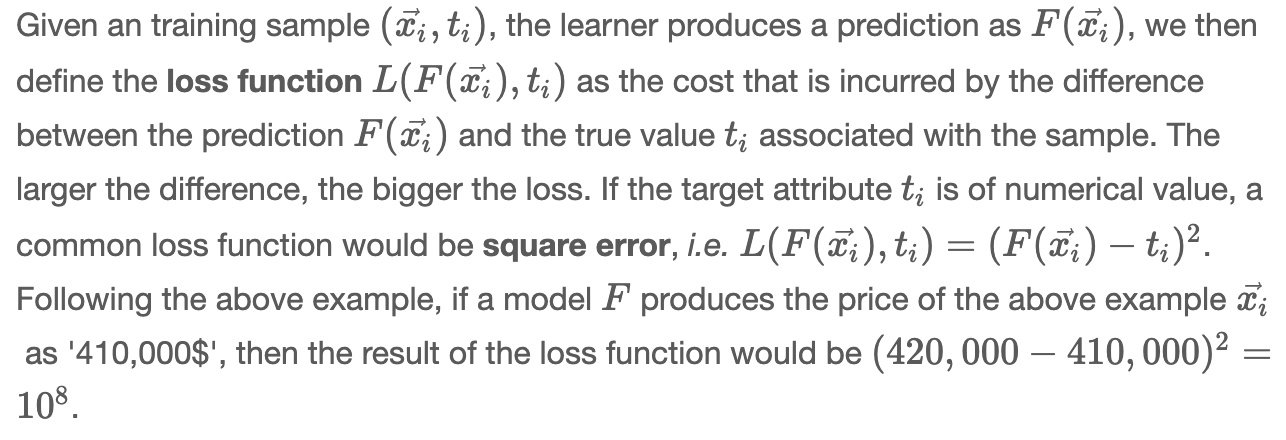 Given an training sample $(\vec{x}_i, t_i)$, the learner produces a prediction as $F(\vec{x}_i)$, we then
define the loss function $L(F(\vec{x}_i), t_i)$ as the cost that is incurred by the difference
between the prediction $F(\vec{x}_i)$ and the true value $t_i$ associated with the sample. The
larger the difference, the bigger the loss. If the target attribute $t_i$ is of numerical value, a
common loss function would be square error, i.e. $L(F(\vec{x}_i), t_i) = (F(\vec{x}_i) - t_i)^2$.
Following the above example, if a model $F$ produces the price of the above example $\vec{x}_i$
as '410,000$', then the result of the loss function would be $(420,000 - 410,000)^2 =$
$10^8$.